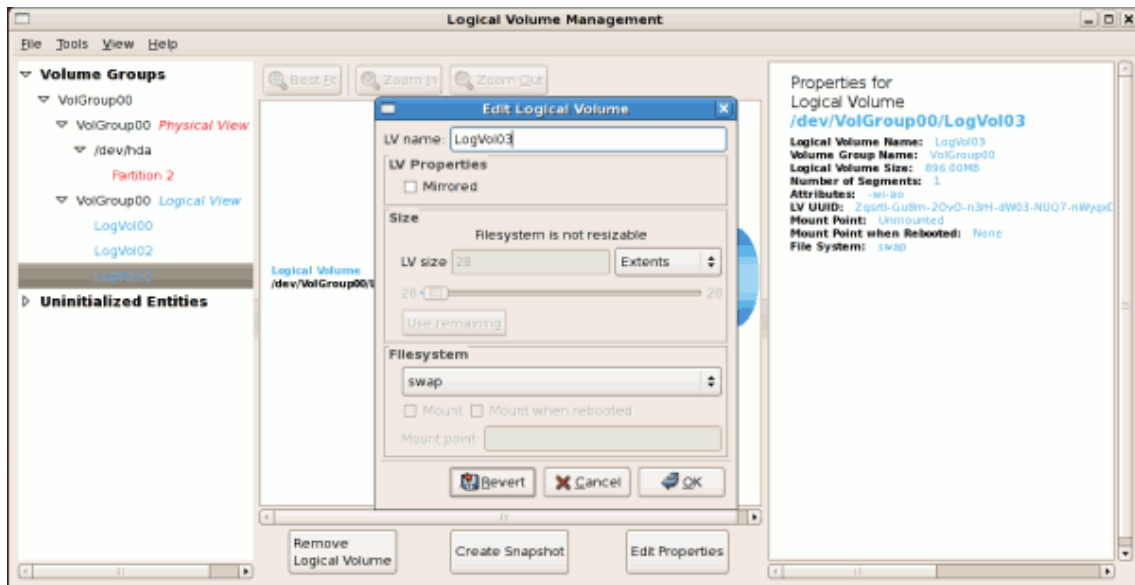 Logical Volume Management
File Tools View Help
Volume Groups
VolGroup00
VolGroup00 Physical View
/dev/hda
Partition 2
VolGroup00 Logical View
LogVol00
LogVol02
LogVol03
Uninitialized Entities
Best Fit Zoom In Zoom Out
Logical Volume
/dev/VolGroup00/L
Edit Logical Volume
LV name: LogVol03
LV Properties
Mirrored
Size
Filesystem is not resizable
LV size 28 Extents
28 28
Use remaining
Filesystem
swap
Mount Mount when rebooted
Mount point:
Revert Cancel OK
Remove
Logical Volume
Create Snapshot
Edit Properties
Properties for
Logical Volume
/dev/VolGroup00/LogVol03
Logical Volume Name: LogVol03
Volume Group Name: VolGroup00
Logical Volume Size: 896.00MB
Number of Segments: 1
Attributes: -wi-ao
LV UUID:
Mount Point: Unmounted
Mount Point when Rebooted: None
File System: swap